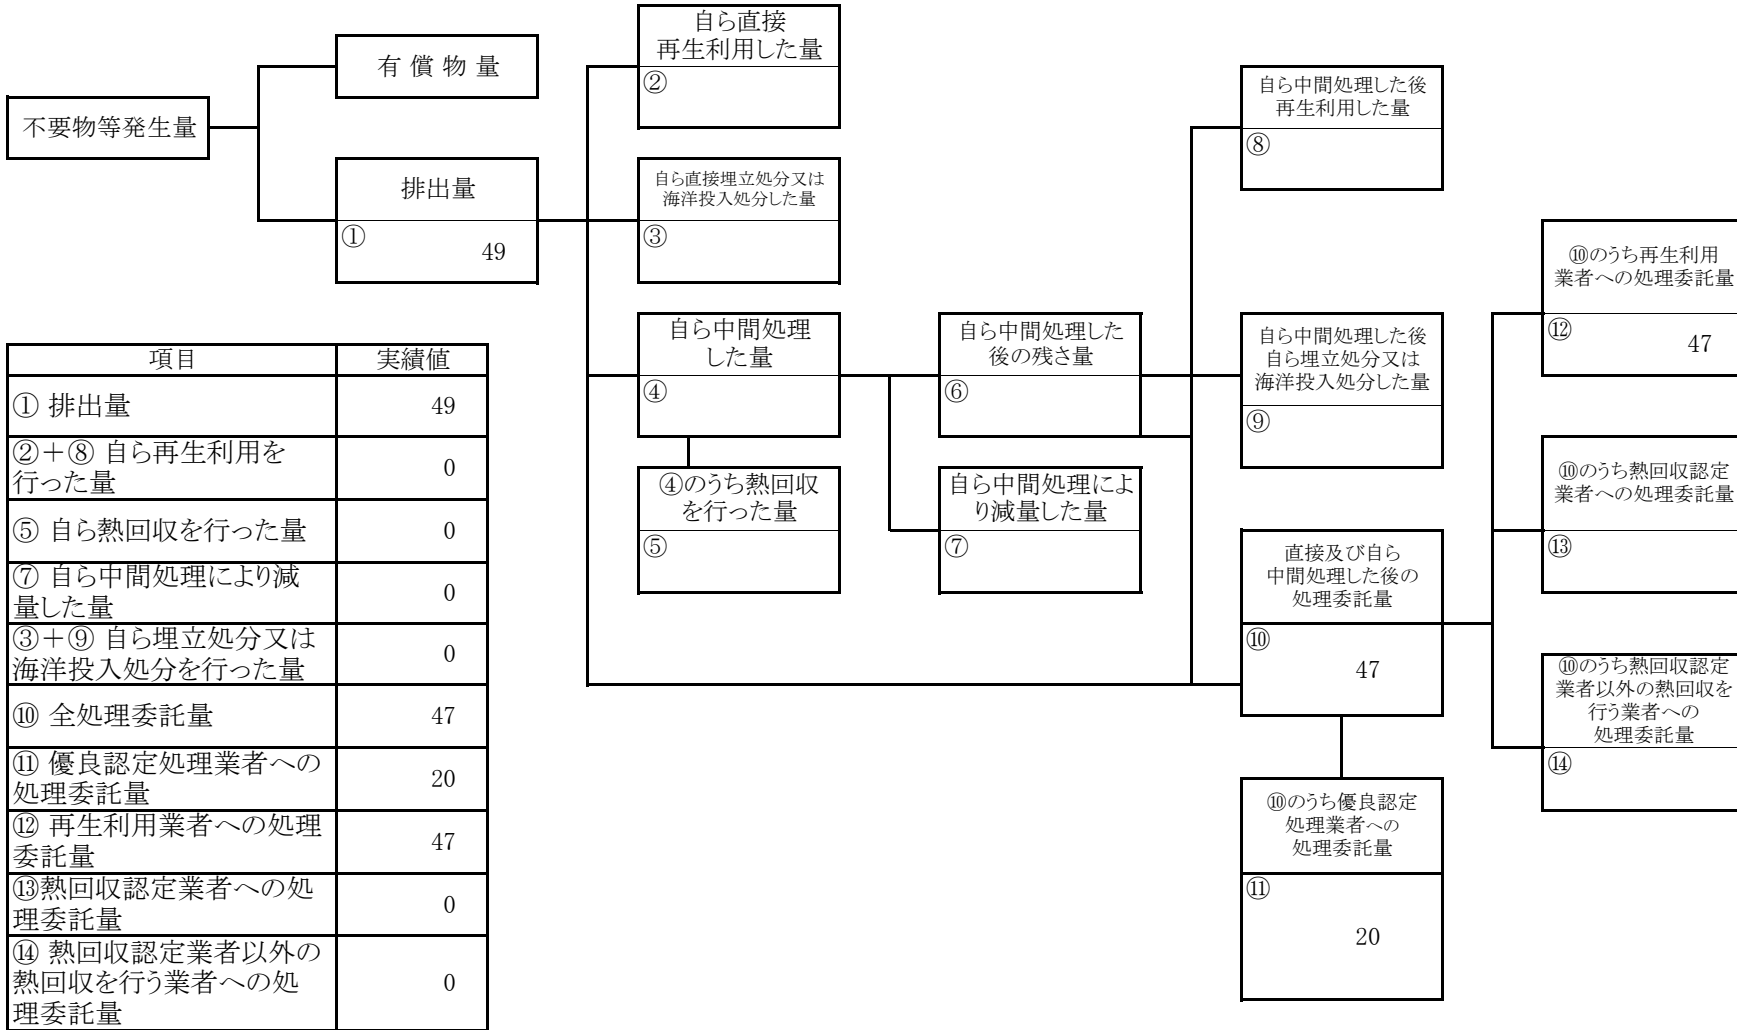 自ら直接
再生利用した量
②
有 償 物 量
不要物等発生量
排出量
①
49
自ら直接埋立処分又は
海洋投入処分した量
③
自ら中間処理
した量
④
④のうち熱回収
を行った量
⑤
自ら中間処理した
後の残さ量
⑥
自ら中間処理によ
り減量した量
⑦
自ら中間処理した後
再生利用した量
⑧
自ら中間処理した後
自ら埋立処分又は
海洋投入処分した量
⑨
直接及び自ら
中間処理した後の
処理委託量
⑩
47
⑩のうち優良認定
処理業者への
処理委託量
⑪
20
⑩のうち再生利用
業者への処理委託量
⑫
47
⑩のうち熱回収認定
業者への処理委託量
⑬
⑩のうち熱回収認定
業者以外の熱回収を
行う業者への
処理委託量
⑭
項目 実績値
① 排出量 49
②＋⑧ 自ら再生利用を
行った量 0
⑤ 自ら熱回収を行った量 0
⑦ 自ら中間処理により減
量した量 0
③＋⑨ 自ら埋立処分又は
海洋投入処分を行った量 0
⑩ 全処理委託量 47
⑪ 優良認定処理業者への
処理委託量 20
⑫ 再生利用業者への処理
委託量 47
⑬熱回収認定業者への処
理委託量 0
⑭ 熱回収認定業者以外の
熱回収を行う業者への処
理委託量 0